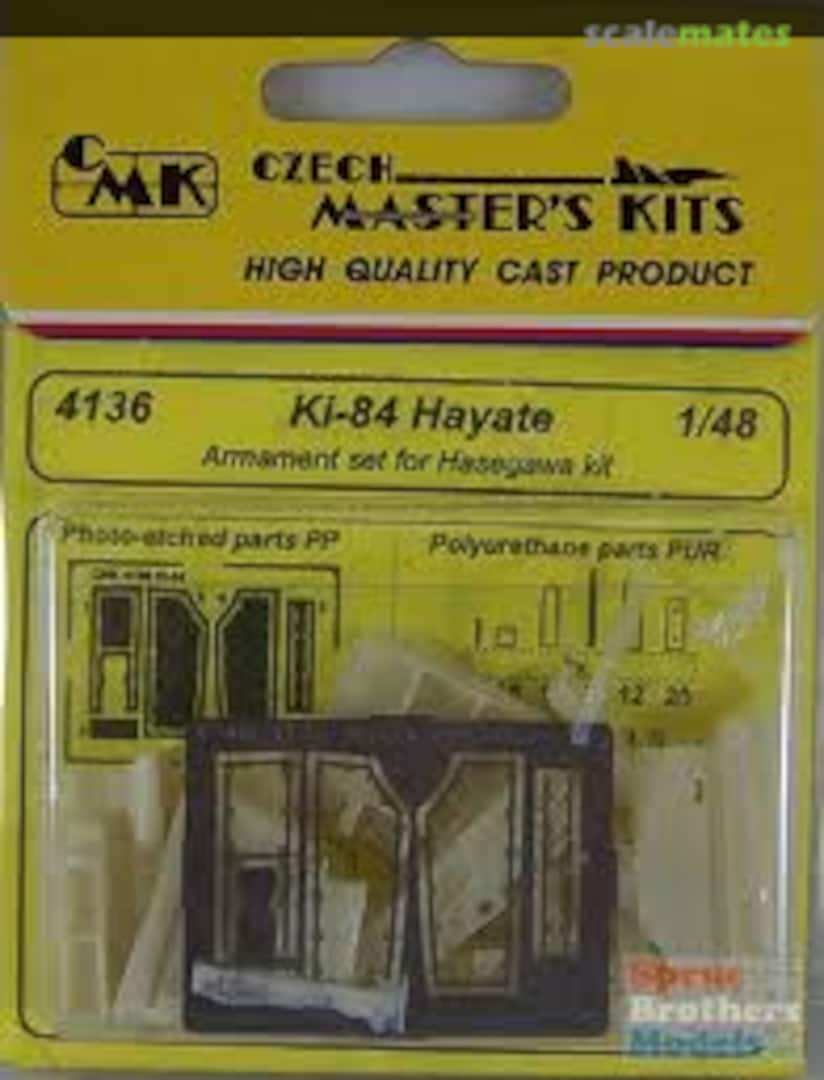 scalemates
CMK
CZECH
MASTER'S KITS
HIGH QUALITY CAST PRODUCT
4136 Ki-84 Hayate 1/48
Armament set for Hasegawa kit
Photo-etched parts PP
Polyurethane parts PUR
12 20
Sprue
Brothers
Models